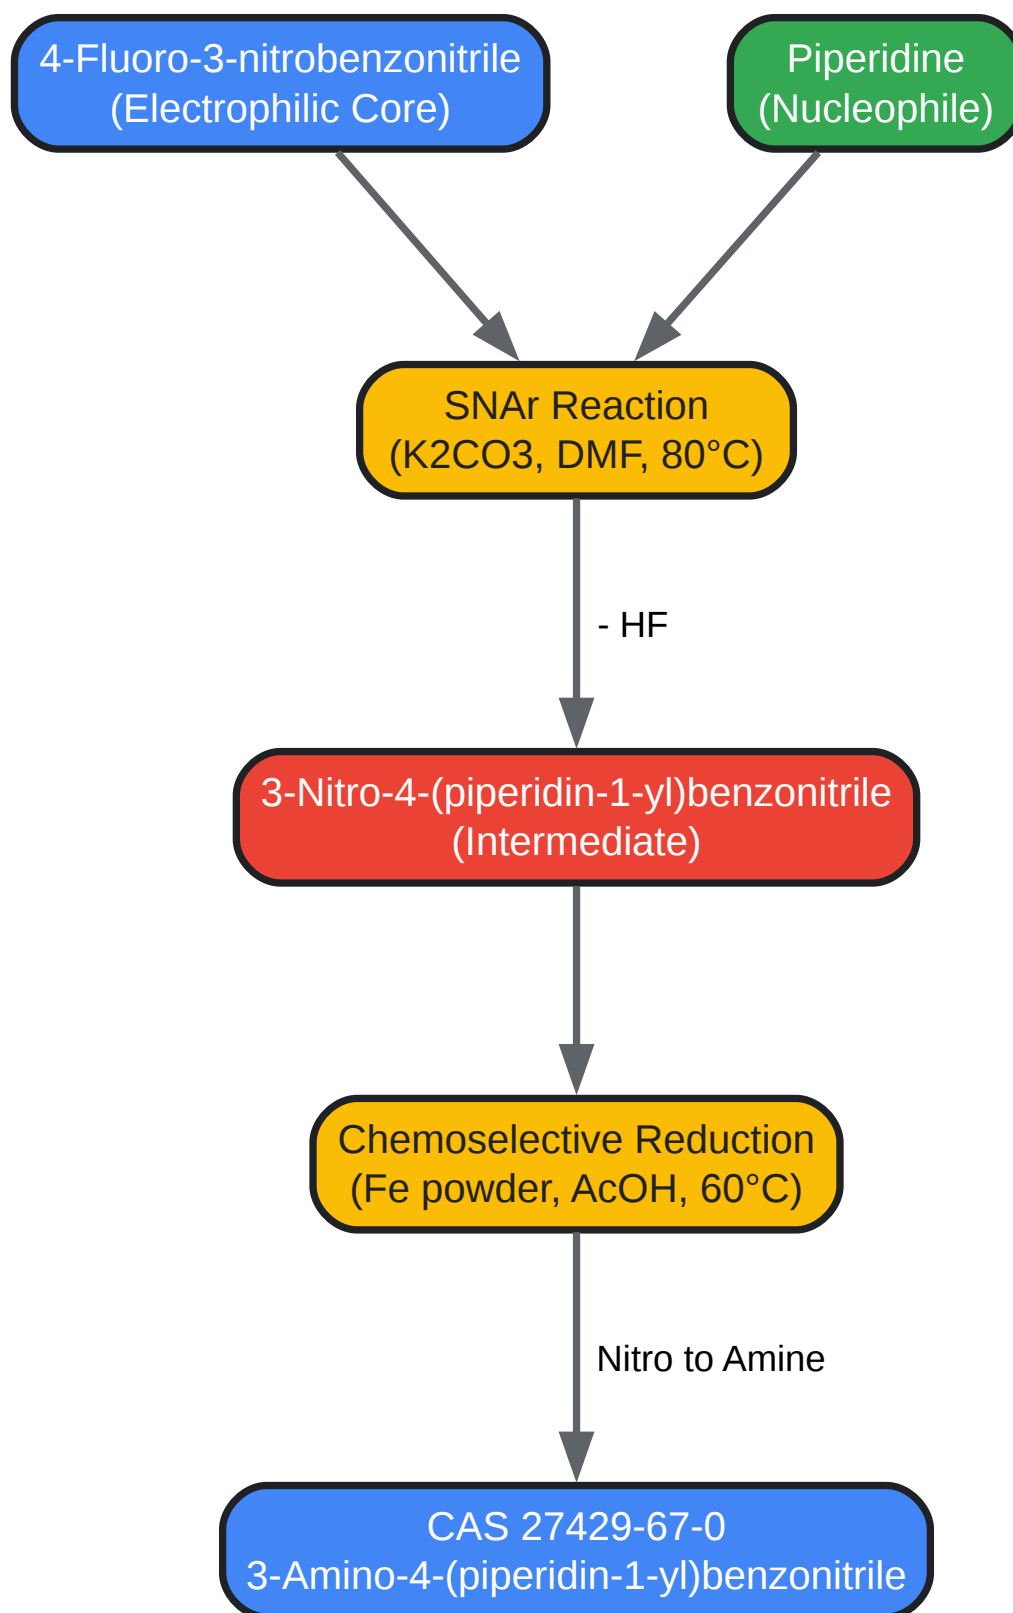 4-Fluoro-3-nitrobenzonitrile
(Electrophilic Core)
Piperidine
(Nucleophile)
SNAr Reaction
(K2CO3, DMF, 80°C)
- HF
3-Nitro-4-(piperidin-1-yl)benzonitrile
(Intermediate)
Chemoselective Reduction
(Fe powder, AcOH, 60°C)
Nitro to Amine
CAS 27429-67-0
3-Amino-4-(piperidin-1-yl)benzonitrile